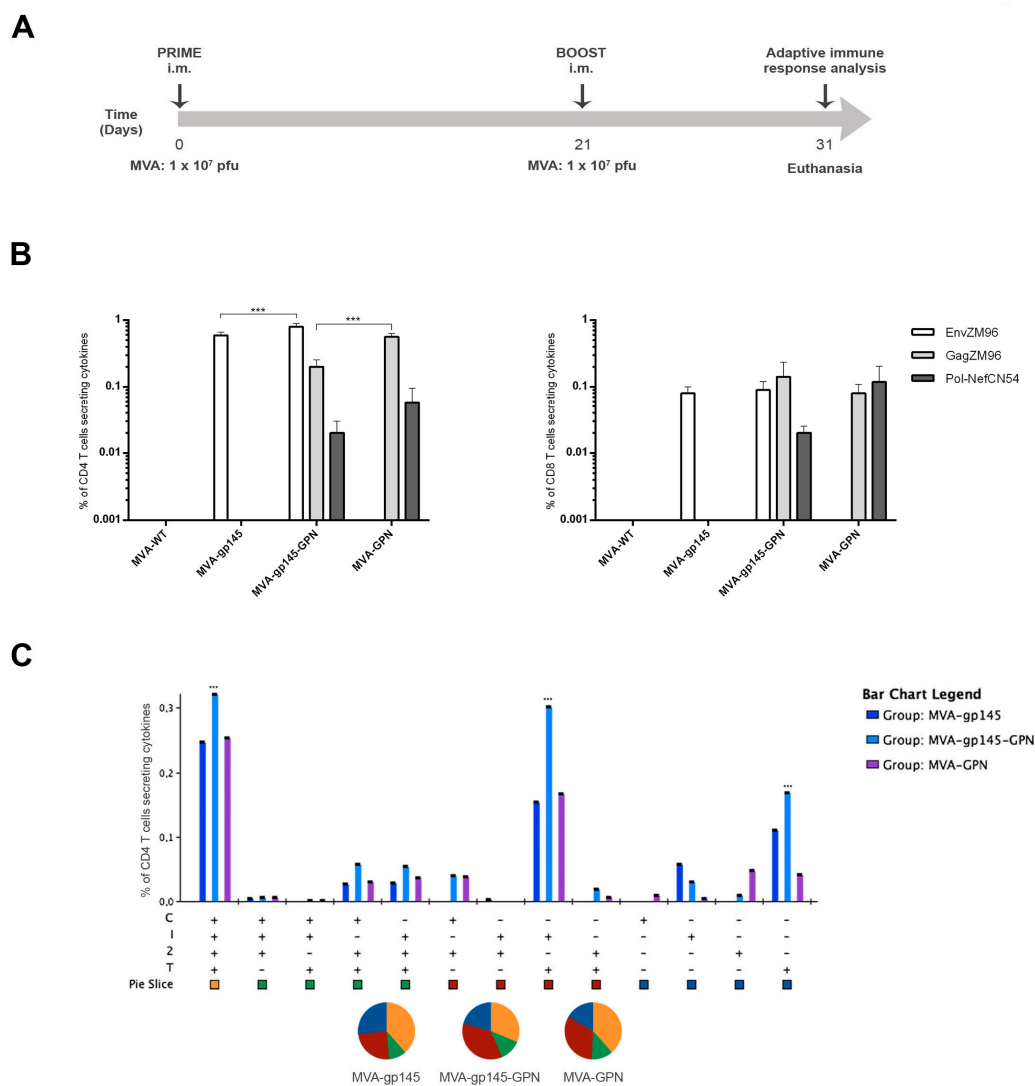 A
PRIME
i.m.
BOOST
i.m.
Adaptive immune
response analysis
Time
(Days)
0
21
31
MVA: 1 x 10⁷ pfu
MVA: 1 x 10⁷ pfu
Euthanasia
B
% of CD4 T cells secreting cytokines
1
0.1
0.01
0.001
***
***
MVA-WT
MVA-gp145
MVA-gp145-GPN
MVA-GPN
% of CD8 T cells secreting cytokines
1
0.1
0.01
0.001
MVA-WT
MVA-gp145
MVA-gp145-GPN
MVA-GPN
EnvZM96
GagZM96
Pol-NefCN54
C
% of CD4 T cells secreting cytokines
0,3
0,2
0,1
0,0
***
***
***
Bar Chart Legend
Group: MVA-gp145
Group: MVA-gp145-GPN
Group: MVA-GPN
C + + + + - + - - - + - - -
I + + + - + - + + - - + - -
2 + + - + + + + - + - - + -
T + - + + + - - + + - - - +
Pie Slice
MVA-gp145
MVA-gp145-GPN
MVA-GPN